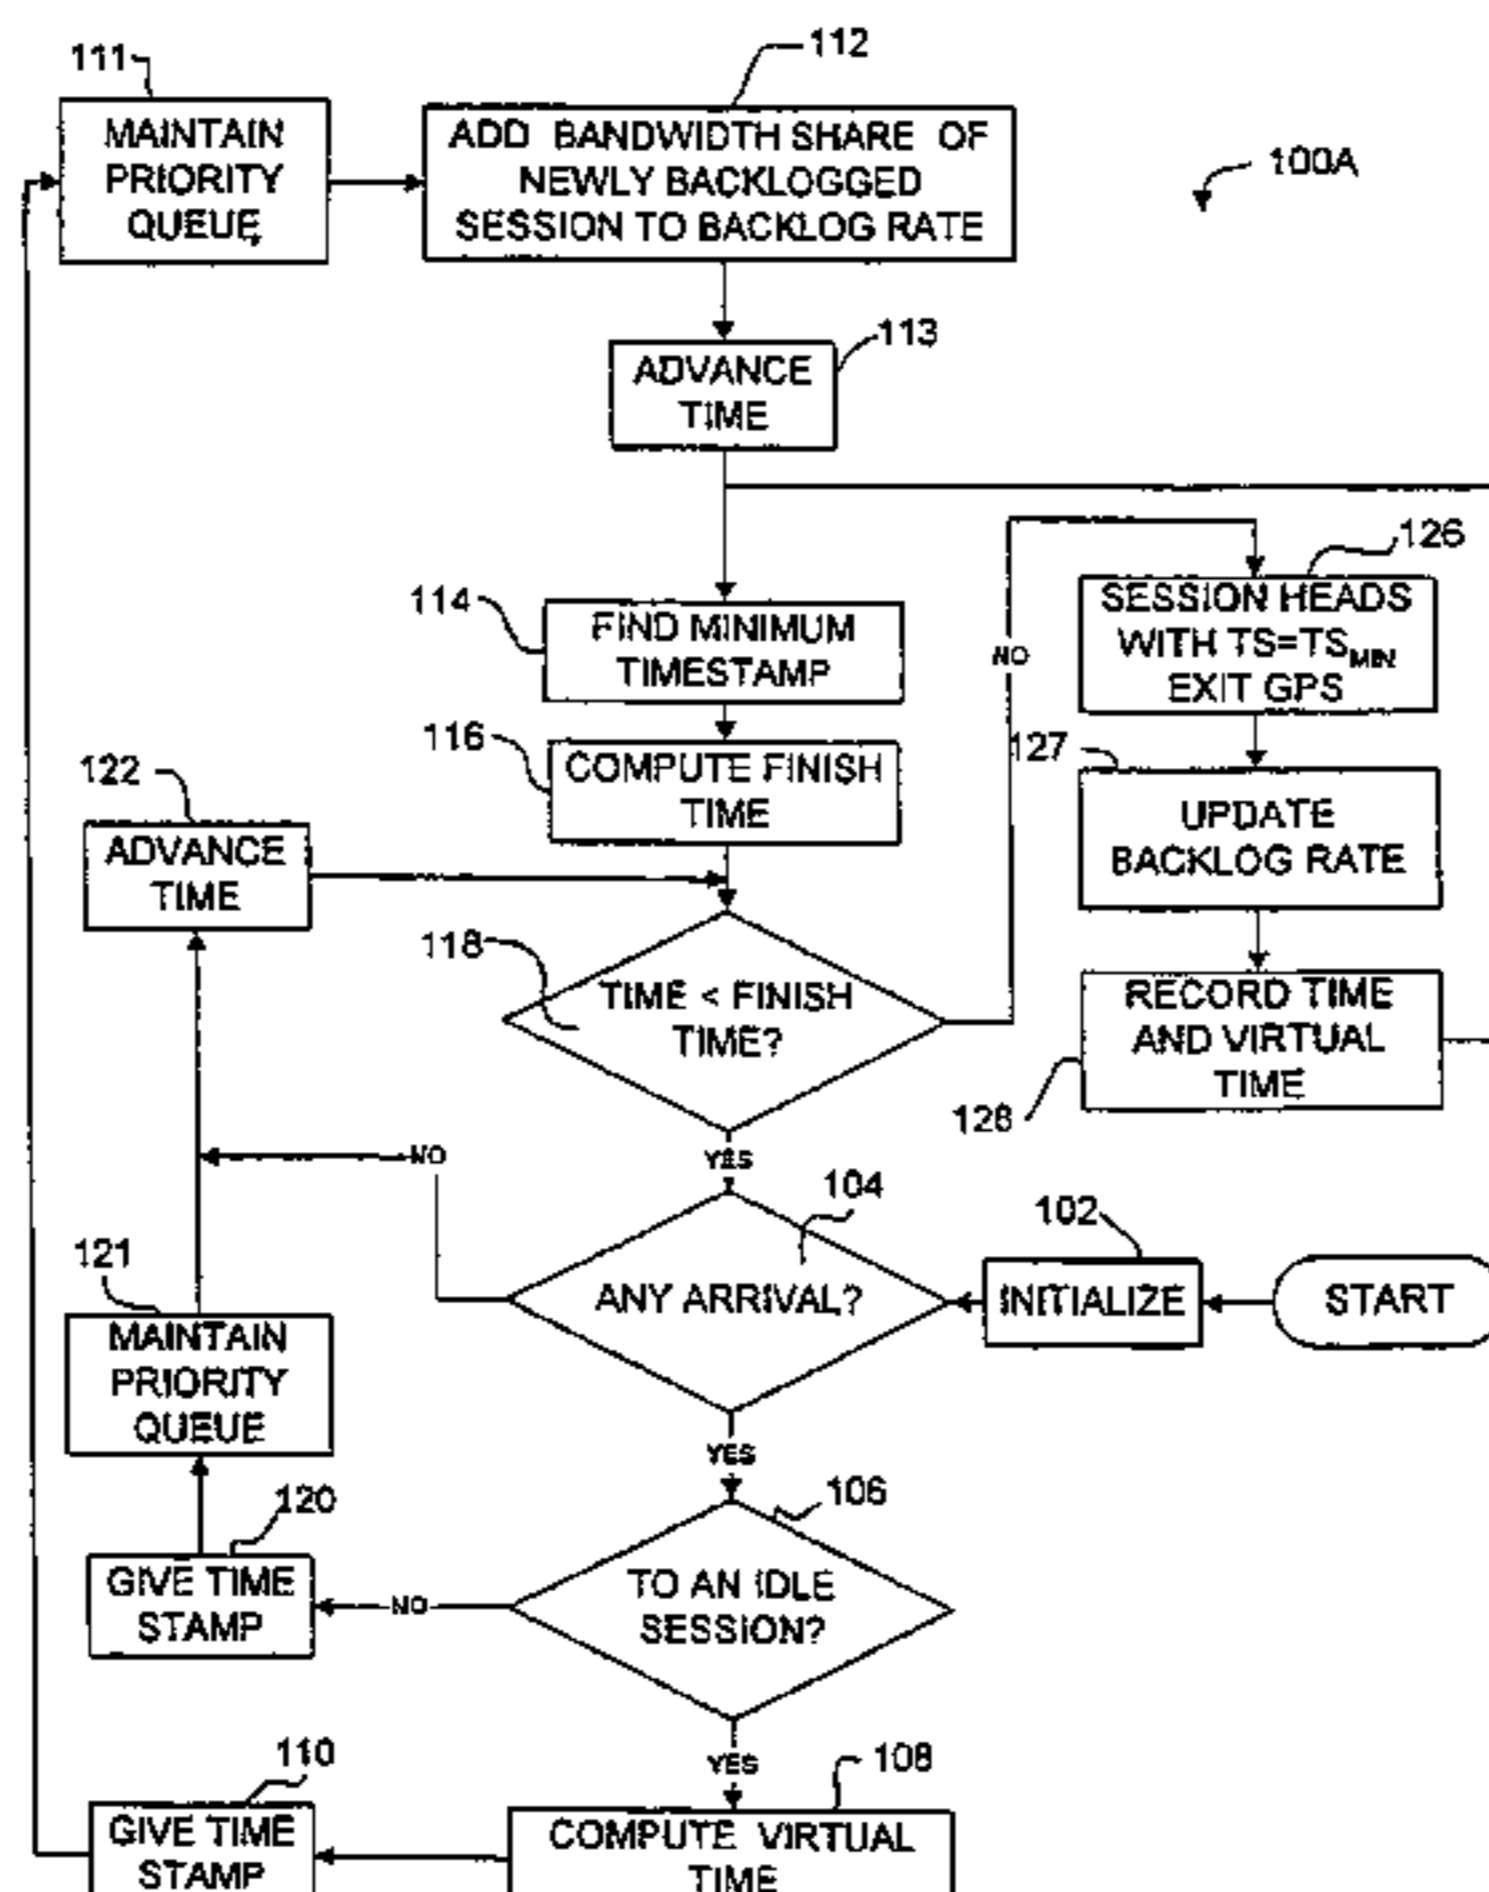 111
112
MAINTAIN
PRIORITY
QUEUE
ADD BANDWIDTH SHARE OF
NEWLY BACKLOGGED
SESSION TO BACKLOG RATE
100A
113
ADVANCE
TIME
126
114
FIND MINIMUM
TIMESTAMP
NO
SESSION HEADS
WITH TS=TSMIN
EXIT GPS
116
COMPUTE FINISH
TIME
127
UPDATE
BACKLOG RATE
122
ADVANCE
TIME
118
TIME < FINISH
TIME?
RECORD TIME
AND VIRTUAL
TIME
128
YES
NO
104
102
ANY ARRIVAL?
INITIALIZE
START
121
MAINTAIN
PRIORITY
QUEUE
YES
106
120
GIVE TIME
STAMP
NO
TO AN IDLE
SESSION?
YES
110
108
GIVE TIME
STAMP
COMPUTE VIRTUAL
TIME